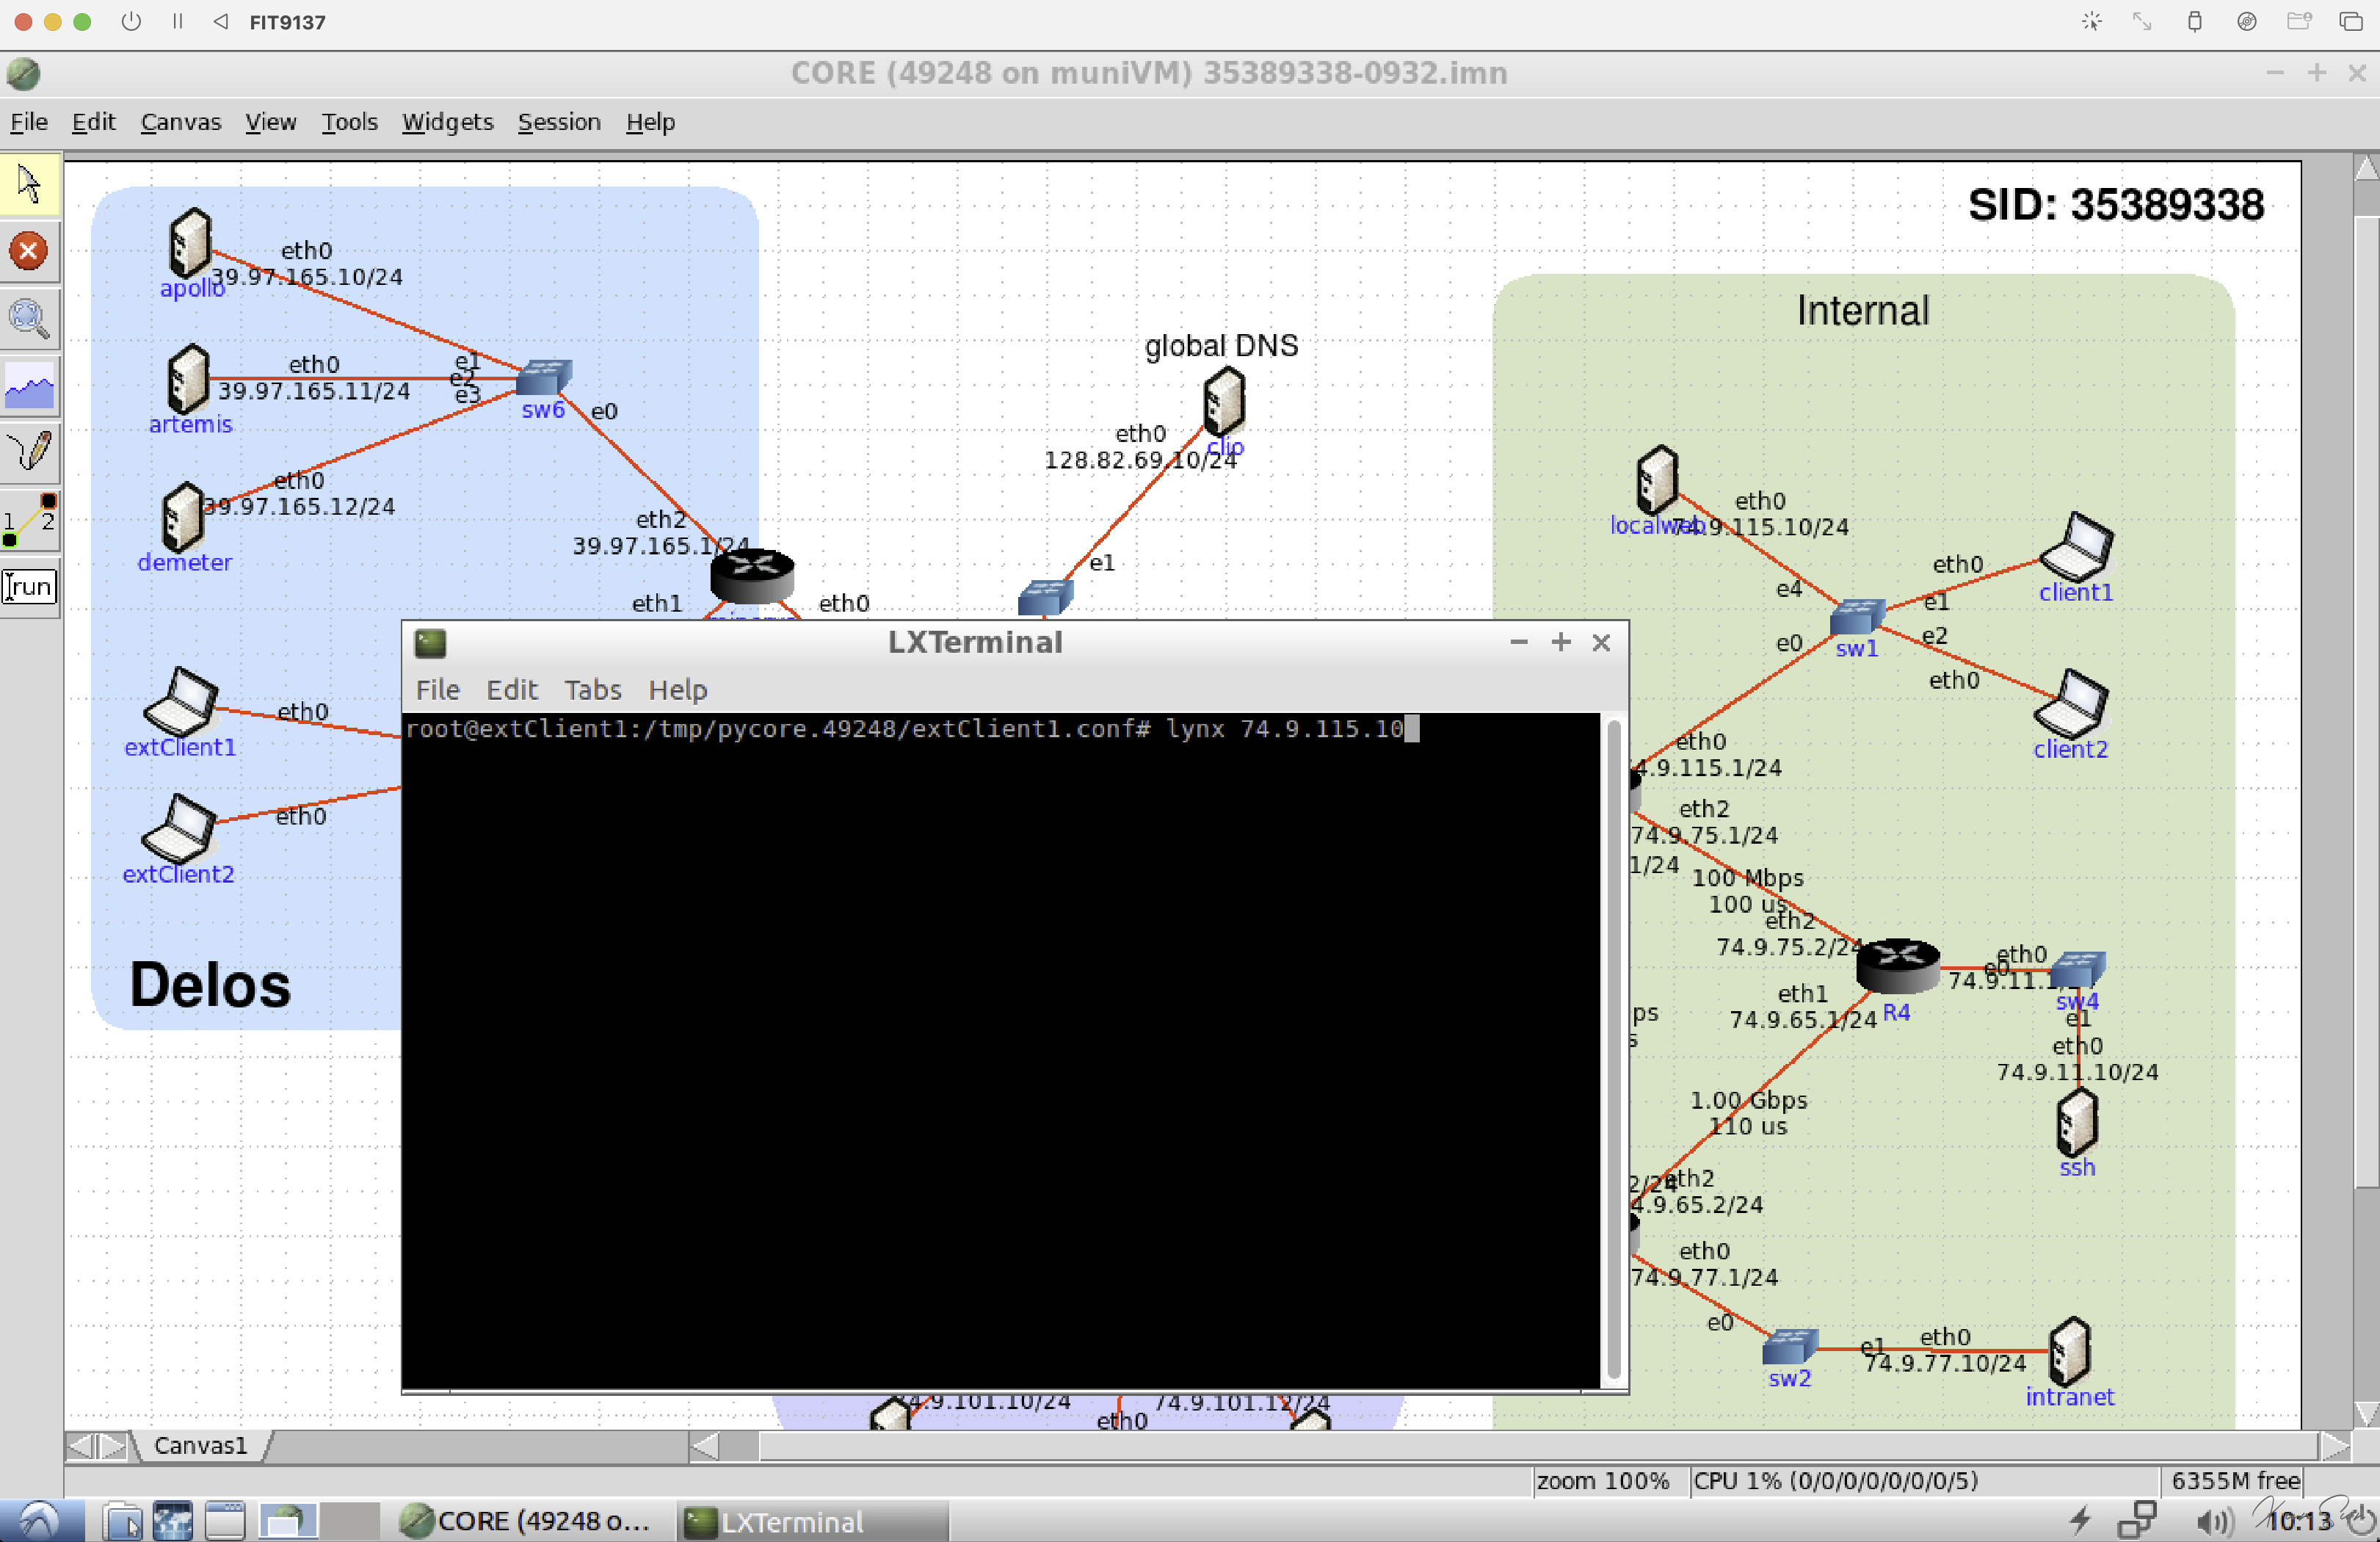 FIT9137
CORE (49248 on muniVM) 35389338-0932.imn
File Edit Canvas View Tools Widgets Session Help
SID: 35389338
eth0
39.97.165.10/24
apollo
Internal
global DNS
eth0
39.97.165.11/24
e1
e2
e3
artemis
sw6
e0
eth0
128.82.69.10/24
clip
eth0
39.97.165.12/24
demeter
eth0
74.9.115.10/24
localweb
eth2
39.97.165.1/24
e1
eth0
client1
e4
e1
1
2
run
eth1
eth0
e0
e2
sw1
eth0
LXTerminal
File Edit Tabs Help
root@extClient1:/tmp/pycore.49248/extClient1.conf# lynx 74.9.115.10
eth0
extClient1
client2
eth0
4.9.115.1/24
eth0
extClient2
eth2
74.9.75.1/24
1/24
100 Mbps
100 us
eth2
74.9.75.2/24
Delos
eth0
e0
74.9.11.
sw4
e1
R4
eth1
74.9.65.1/24
ps
s
eth0
74.9.11.10/24
1.00 Gbps
110 us
ssh
2/24
eth2
4.9.65.2/24
eth0
74.9.77.1/24
e0
sw2
e1
eth0
74.9.77.10/24
intranet
4.9.101.10/24
eth0
74.9.101.12/24
Canvas1
zoom 100% CPU 1% (0/0/0/0/0/0/0/5) 6355M free
CORE (49248 o... LXTerminal 10:13